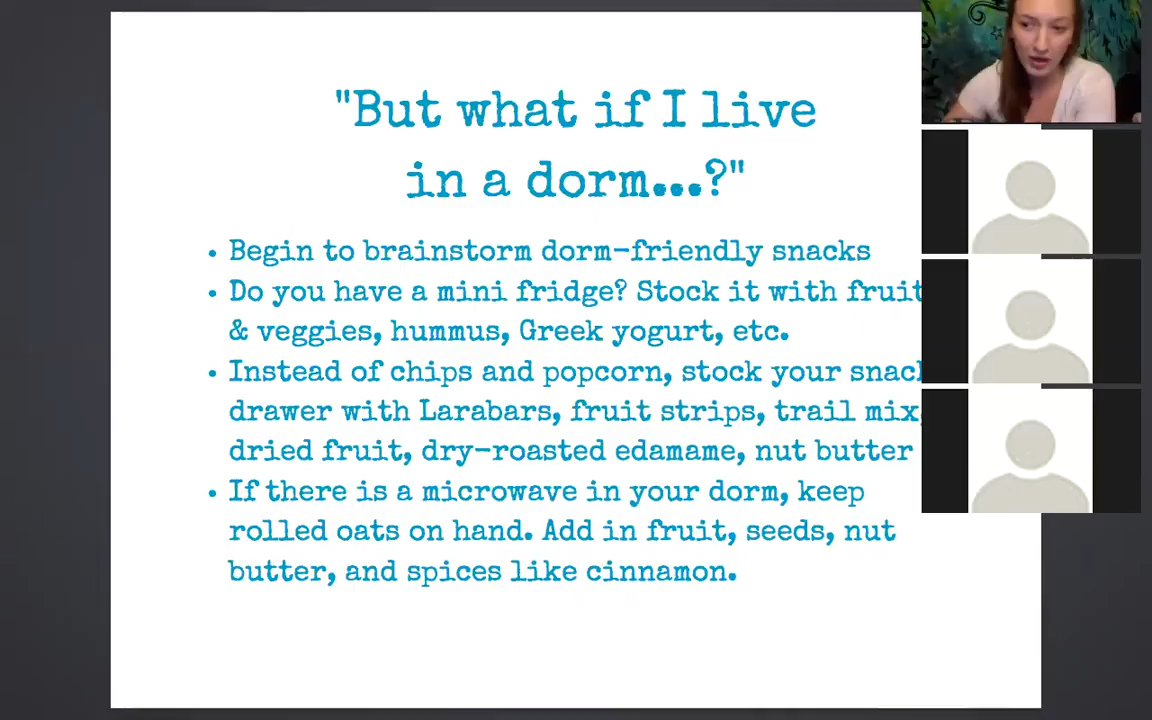 "But what if I live
in a dorm...?"
• Begin to brainstorm dorm-friendly snacks
• Do you have a mini fridge? Stock it with fruit
& veggies, hummus, Greek yogurt, etc.
• Instead of chips and popcorn, stock your snack
drawer with Larabars, fruit strips, trail mix,
dried fruit, dry-roasted edamame, nut butter
• If there is a microwave in your dorm, keep
rolled oats on hand. Add in fruit, seeds, nut
butter, and spices like cinnamon.